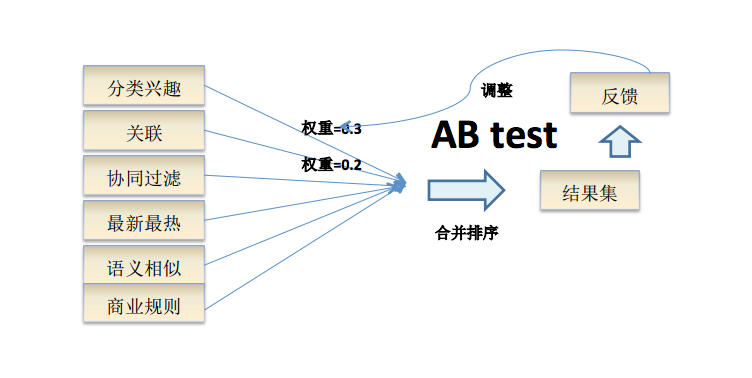 分类兴趣
关联
协同过滤
最新最热
语义相似
商业规则
权重=0.3
权重=0.2
调整
AB test
合并排序
反馈
结果集